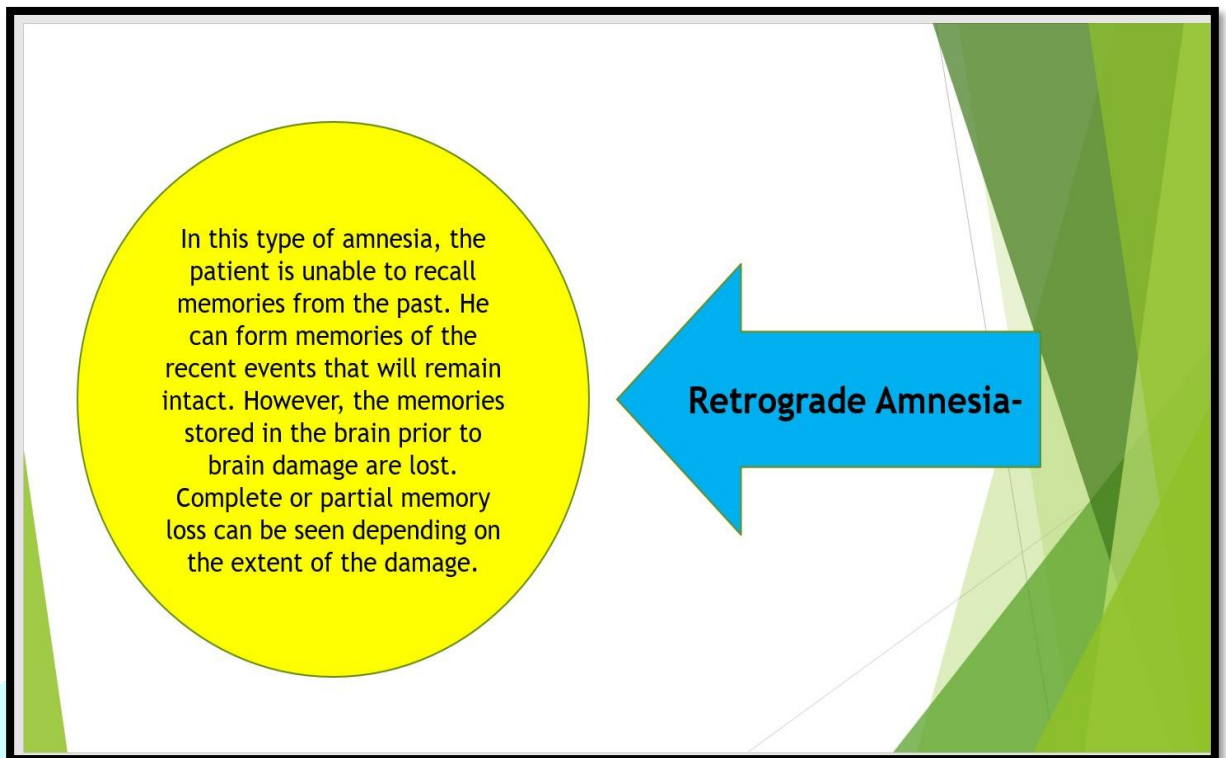 In this type of amnesia, the
patient is unable to recall
memories from the past. He
can form memories of the
recent events that will remain
intact. However, the memories
stored in the brain prior to
brain damage are lost.
Complete or partial memory
loss can be seen depending on
the extent of the damage.
Retrograde Amnesia-